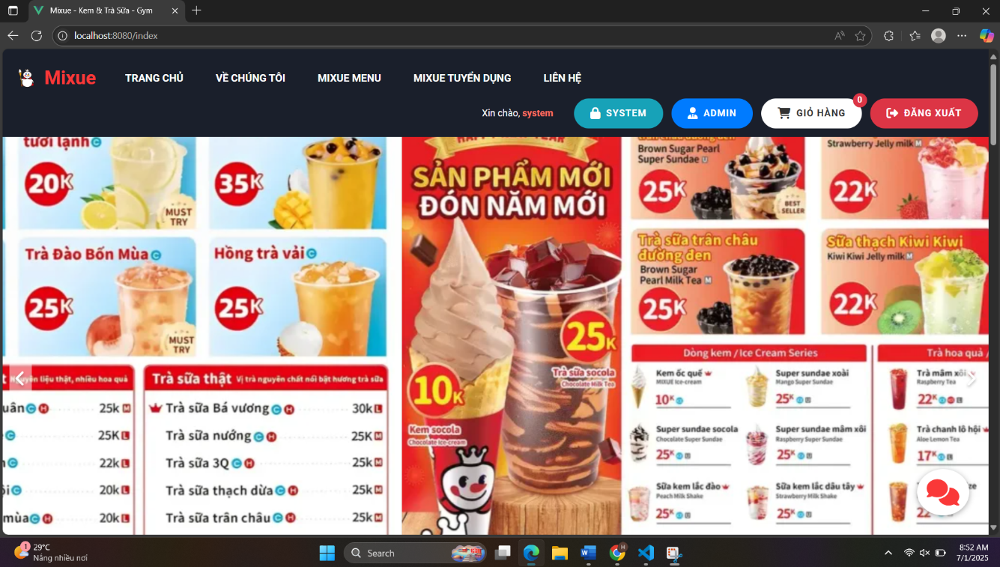 Mixue - Kem & Trà Sữa - Gym
localhost:8080/index
Mixue
TRANG CHỦ
VỀ CHÚNG TÔI
MIXUE MENU
MIXUE TUYỂN DỤNG
LIÊN HỆ
Xin chào, system
SYSTEM
ADMIN
GIỎ HÀNG
0
ĐĂNG XUẤT
tươi lạnh C
20K
MUST TRY
35K
Trà Đào Bốn Mùa C
25K
MUST TRY
Hồng trà vải C
25K
HAPPY NEW YEAR
SẢN PHẨM MỚI
ĐÓN NĂM MỚI
25K
Trà sữa socola
Chocolate Milk Tea
10K
Kem socola
Chocolate Ice-cream
Brown Sugar Pearl
Super Sundae
25K
BEST SELLER
Strawberry Jelly milk M
22K
Trà sữa trân châu
đường đen
Brown Sugar
Pearl Milk Tea M
25K
Sữa thạch Kiwi Kiwi
Kiwi Kiwi Jelly milk M
22K
liệu thật, nhiều hoa quả
uân C H 25k M
C 25K L
C 22k L
C 20k L
mùa C H 20k L
Trà sữa thật Vị trà nguyên chất nổi bật hương trà sữa
Trà sữa Bá vương C H 30k L
Trà sữa nướng C H 25K M
Trà sữa 3Q C H 25K M
Trà sữa thạch dừa C H 25k M
Trà sữa trân châu C H 25k M
Dòng kem / Ice Cream Series
Kem ốc quế
MIXUE Ice-cream
10K
Super sundae xoài
Mango Super Sundae
25K
Super sundae socola
Chocolate Super Sundae
25K
Super sundae mâm xôi
Raspberry Super Sundae
25K
Sữa kem lắc đào
Peach Milk Shake
25K
Sữa kem lắc dâu tây
Strawberry Milk Shake
25K
Trà hoa quả /
Trà mâm xôi
Raspberry Tea
22K
Trà chanh lô hội
Aloe Lemon Tea
17K
22
1
29°C
Nắng nhiều nơi
Search
8:52 AM
7/1/2025